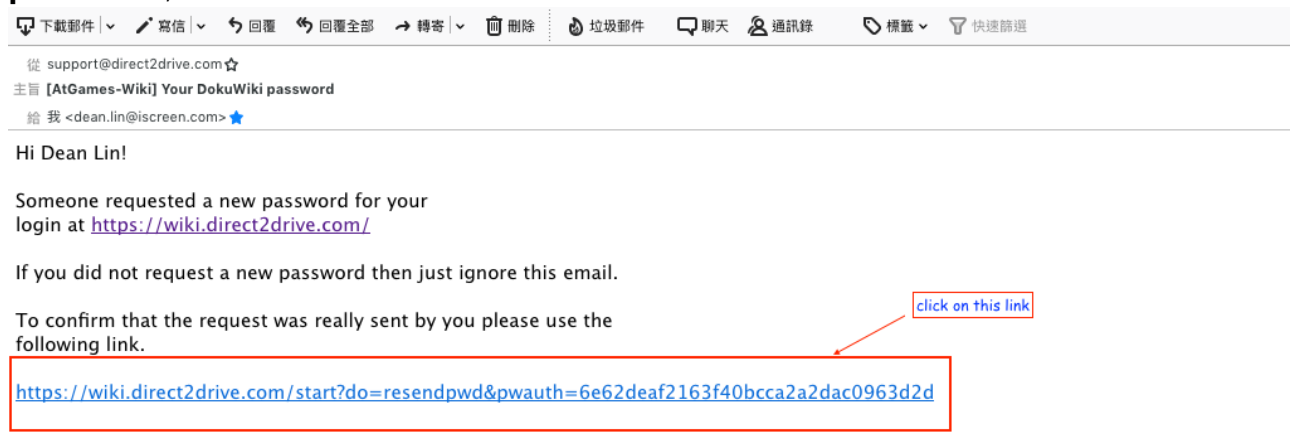 下載郵件 寫信 回覆 回覆全部 轉寄 刪除 垃圾郵件 聊天 通訊錄 標籤 快速篩選
從 support@direct2drive.com
主旨 [AtGames-Wiki] Your DokuWiki password
給 我 <dean.lin@iscreen.com>
Hi Dean Lin!
Someone requested a new password for your
login at https://wiki.direct2drive.com/
If you did not request a new password then just ignore this email.
click on this link
To confirm that the request was really sent by you please use the
following link.
https://wiki.direct2drive.com/start?do=resendpwd&pwauth=6e62deaf2163f40bcca2a2dac0963d2d